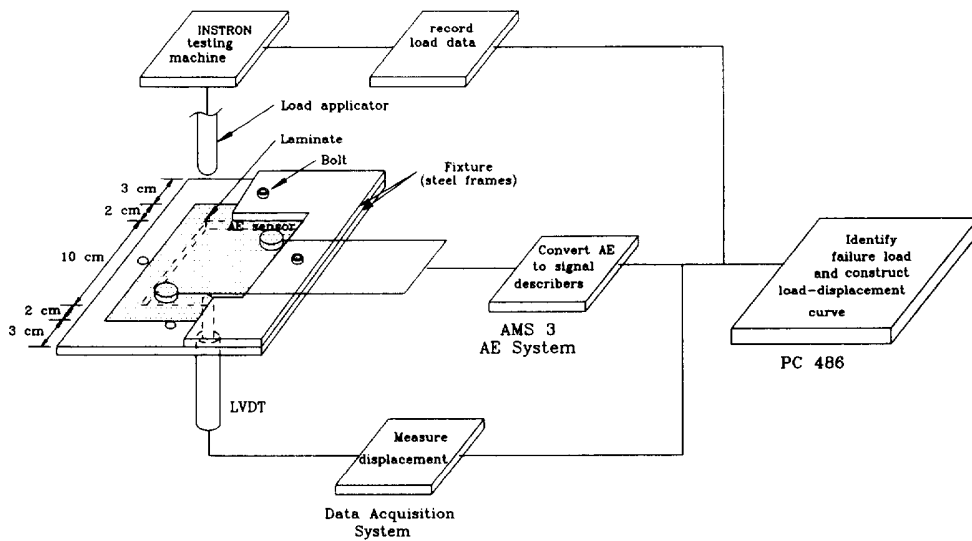 INSTRON
testing
machine
record
load data
Load applicator
Laminate
Bolt
Fixture
(steel frames)
3 cm
2 cm
AE sensor
10 cm
2 cm
3 cm
Convert AE
to signal
describers
AMS 3
AE System
Identify
failure load
and construct
load-displacement
curve
PC 486
LVDT
Measure
displacement
Data Acquisition
System